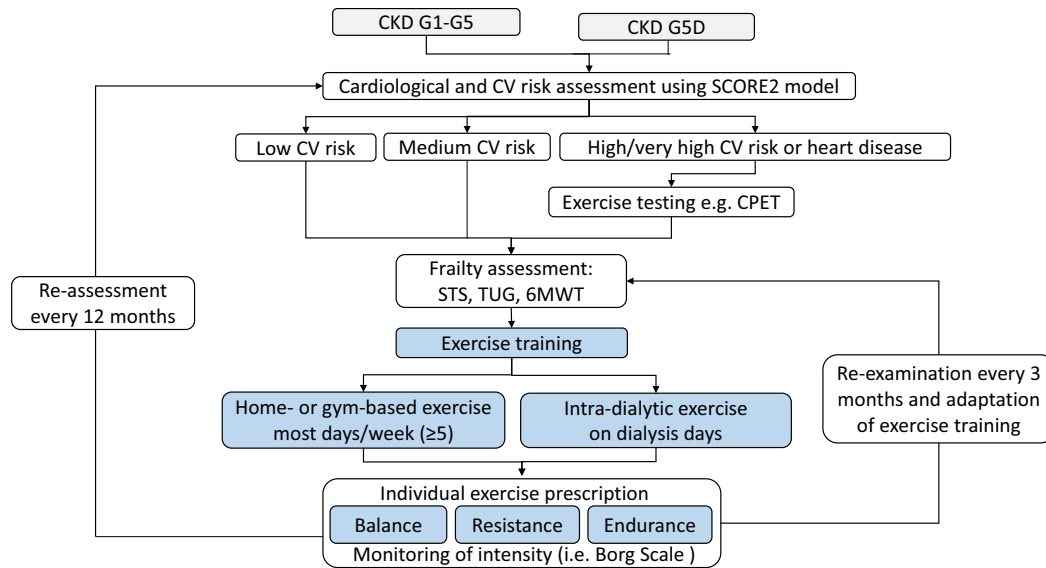 CKD G1-G5
CKD G5D
Cardiological and CV risk assessment using SCORE2 model
Low CV risk
Medium CV risk
High/very high CV risk or heart disease
Exercise testing e.g. CPET
Frailty assessment:
STS, TUG, 6MWT
Re-assessment
every 12 months
Exercise training
Re-examination every 3
months and adaptation
of exercise training
Home- or gym-based exercise
most days/week (≥5)
Intra-dialytic exercise
on dialysis days
Individual exercise prescription
Balance
Resistance
Endurance
Monitoring of intensity (i.e. Borg Scale )